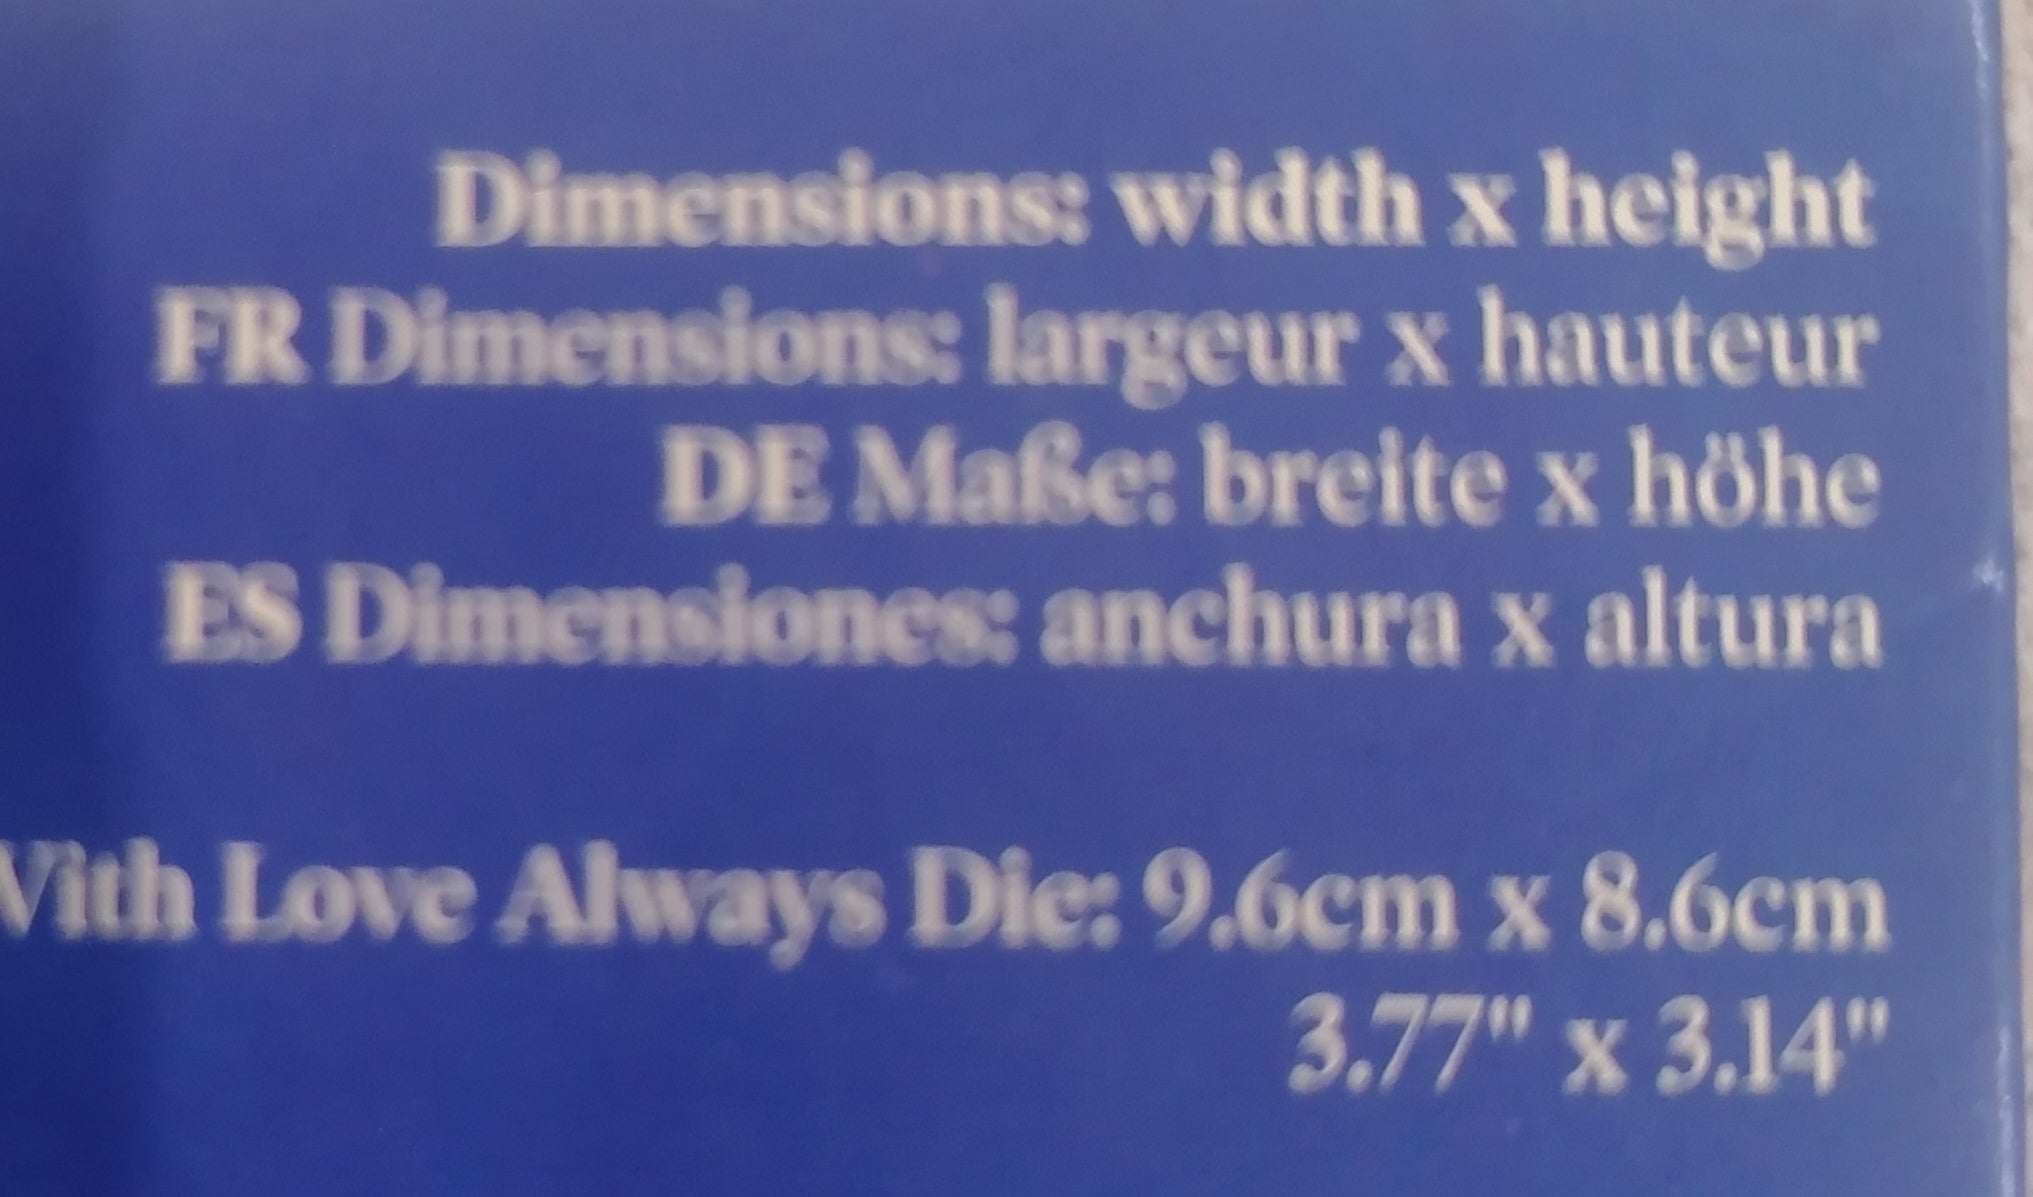 Dimensions: width x height
FR Dimensions: largeur x hauteur
DE Maße: breite x höhe
ES Dimensiones: anchura x altura
With Love Always Die: 9.6cm x 8.6cm
3.77" x 3.14"